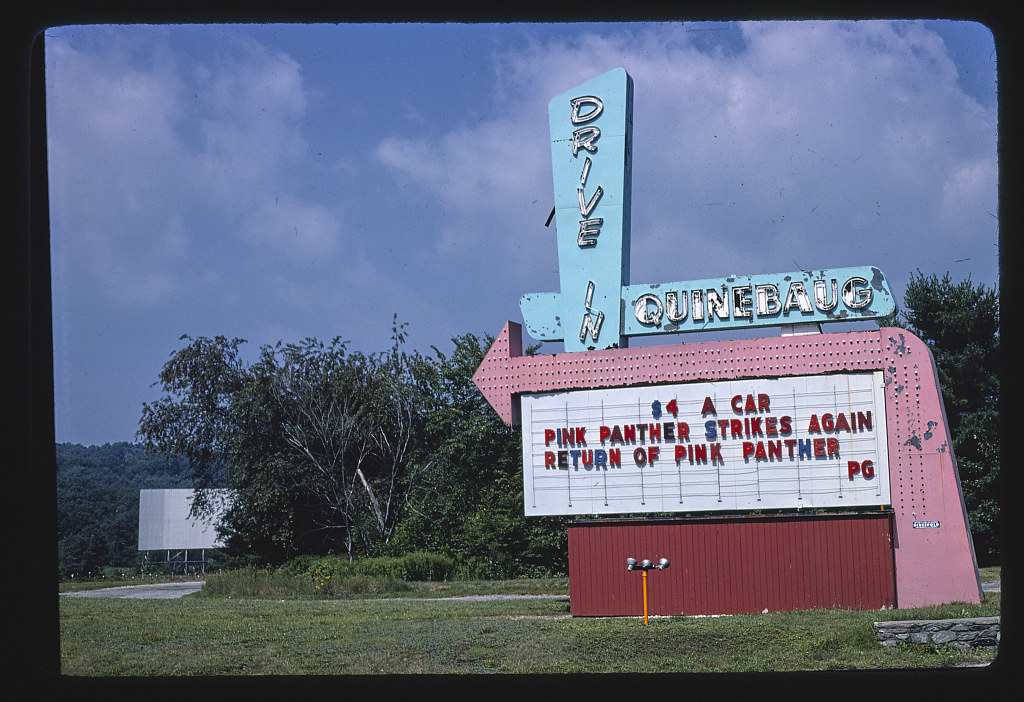 DRIVE IN
QUINEBAUG
$4 A CAR
PINK PANTHER STRIKES AGAIN
RETURN OF PINK PANTHER
PG